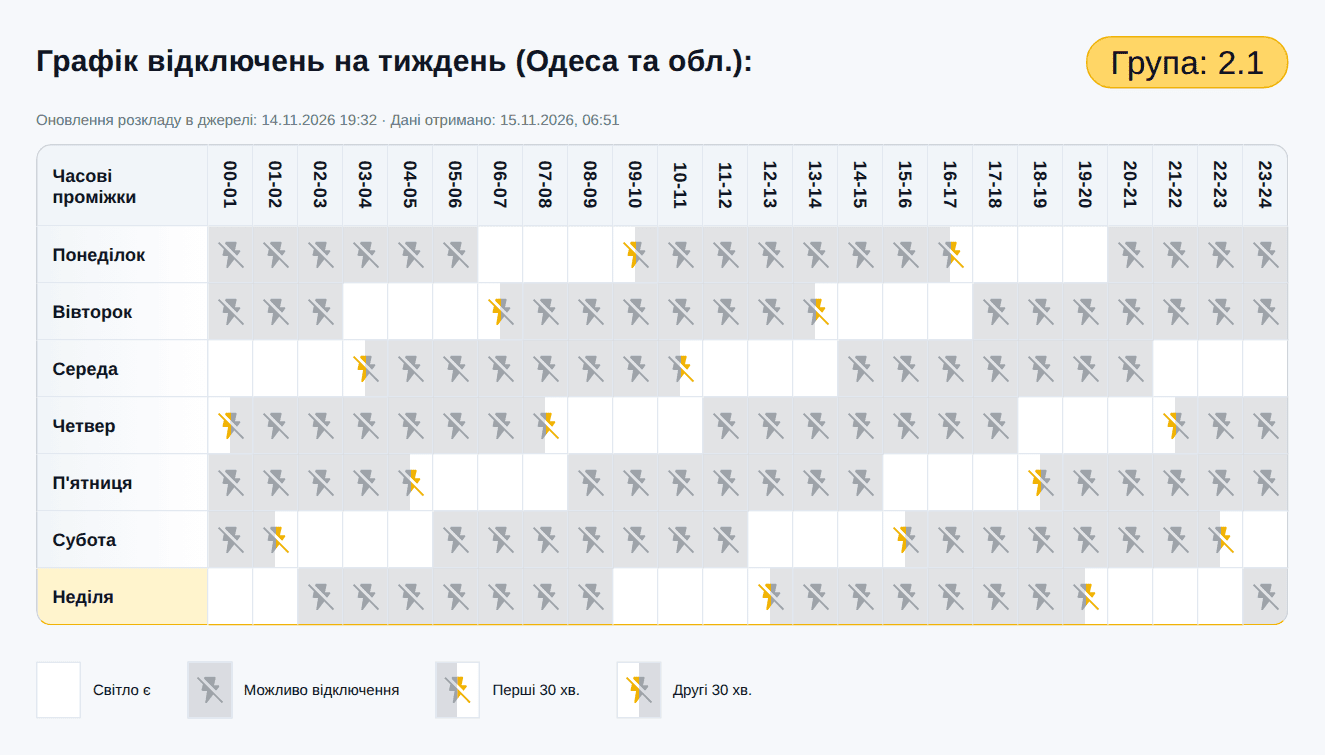 Графік відключень на тиждень (Одеса та обл.):
Група: 2.1
Оновлення розкладу в джерелі: 14.11.2026 19:32 · Дані отримано: 15.11.2026, 06:51
Часові
проміжки
00-01 01-02 02-03 03-04 04-05 05-06 06-07 07-08 08-09 09-10 10-11 11-12 12-13 13-14 14-15 15-16 16-17 17-18 18-19 19-20 20-21 21-22 22-23 23-24
Понеділок
Вівторок
Середа
Четвер
П'ятниця
Субота
Неділя
Світло є
Можливо відключення
Перші 30 хв.
Другі 30 хв.